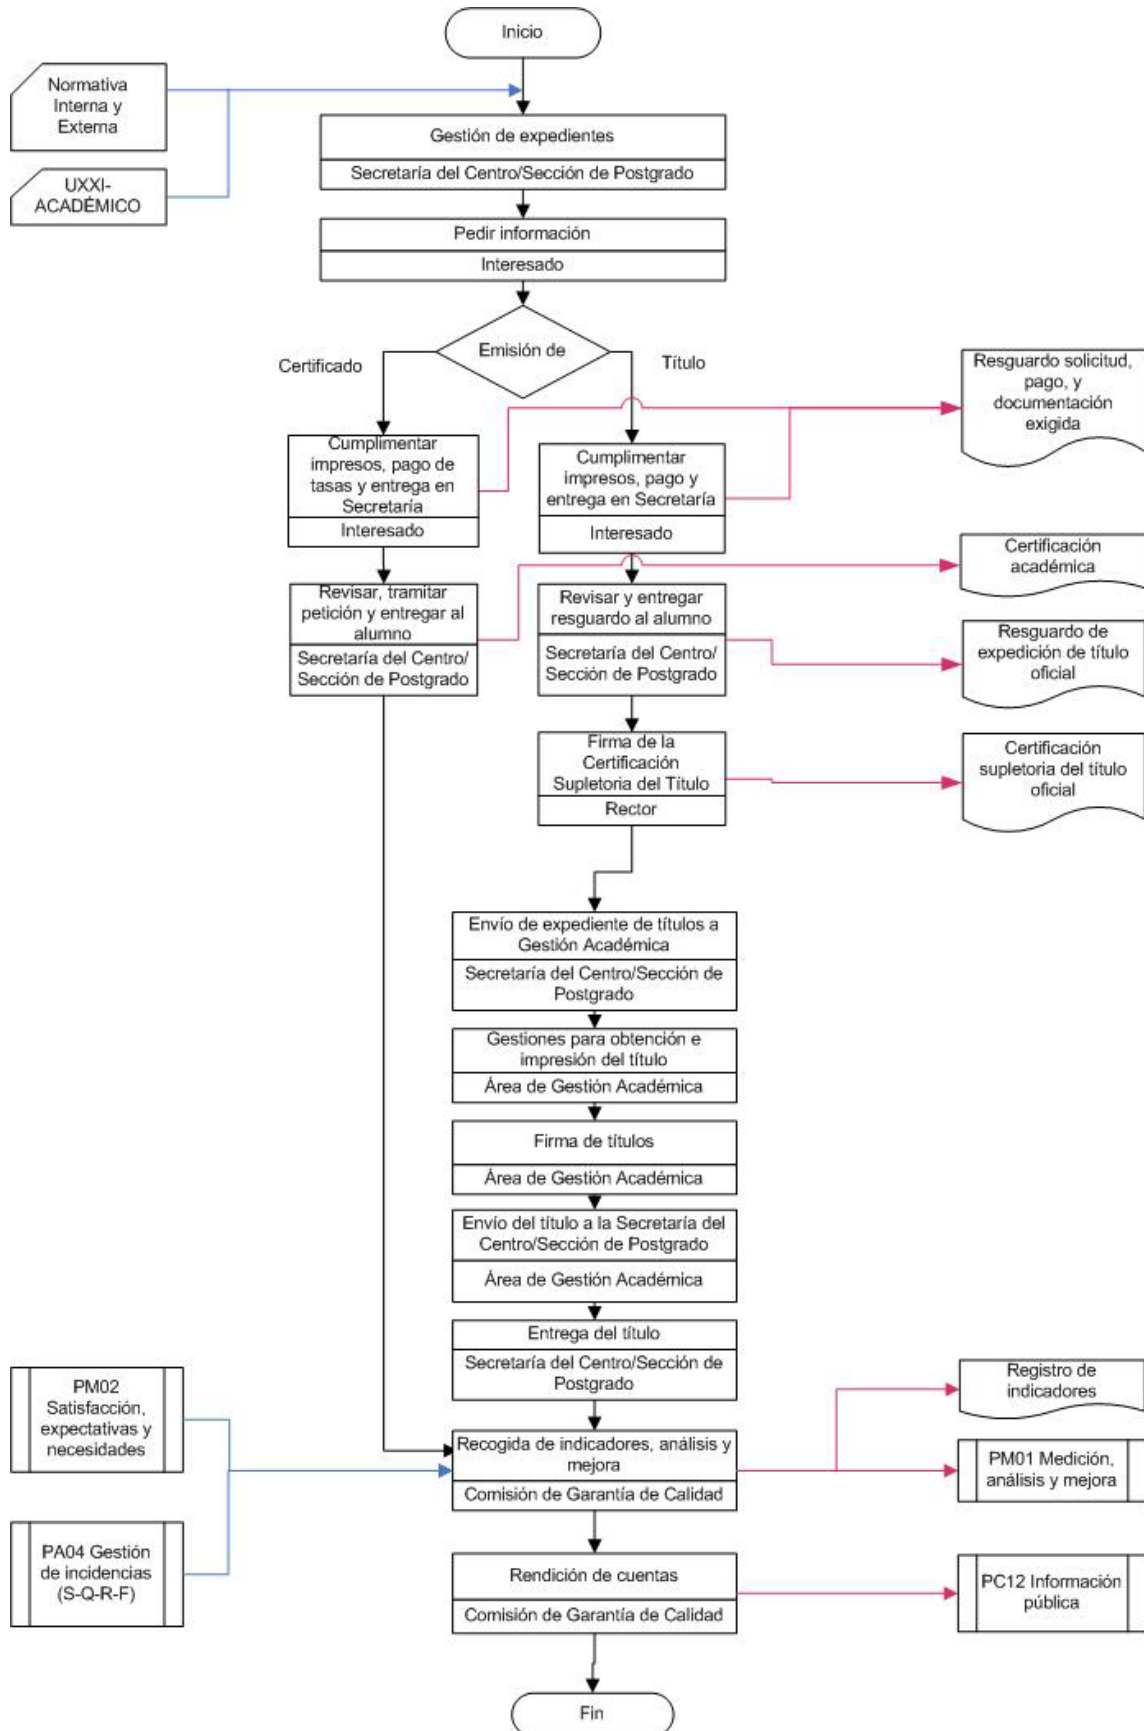 Inicio
Normativa
Interna y
Externa
UXXI-
ACADÉMICO
Gestión de expedientes
Secretaría del Centro/Sección de Postgrado
Pedir información
Interesado
Emisión de
Certificado
Título
Resguardo solicitud,
pago, y
documentación
exigida
Cumplimentar
impresos, pago de
tasas y entrega en
Secretaría
Interesado
Cumplimentar
impresos, pago y
entrega en Secretaría
Interesado
Certificación
académica
Revisar, tramitar
petición y entregar al
alumno
Secretaría del Centro/
Sección de Postgrado
Revisar y entregar
resguardo al alumno
Secretaría del Centro/
Sección de Postgrado
Resguardo de
expedición de título
oficial
Firma de la
Certificación
Supletoria del Título
Rector
Certificación
supletoria del título
oficial
Envío de expediente de títulos a
Gestión Académica
Secretaría del Centro/Sección de
Postgrado
Gestiones para obtención e
impresión del título
Área de Gestión Académica
Firma de títulos
Área de Gestión Académica
Envío del título a la Secretaría del
Centro/Sección de Postgrado
Área de Gestión Académica
Entrega del título
Secretaría del Centro/Sección de
Postgrado
PM02
Satisfacción,
expectativas y
necesidades
Registro de
indicadores
Recogida de indicadores, análisis y
mejora
Comisión de Garantía de Calidad
PM01 Medición,
análisis y mejora
PA04 Gestión
de incidencias
(S-Q-R-F)
Rendición de cuentas
Comisión de Garantía de Calidad
PC12 Información
pública
Fin